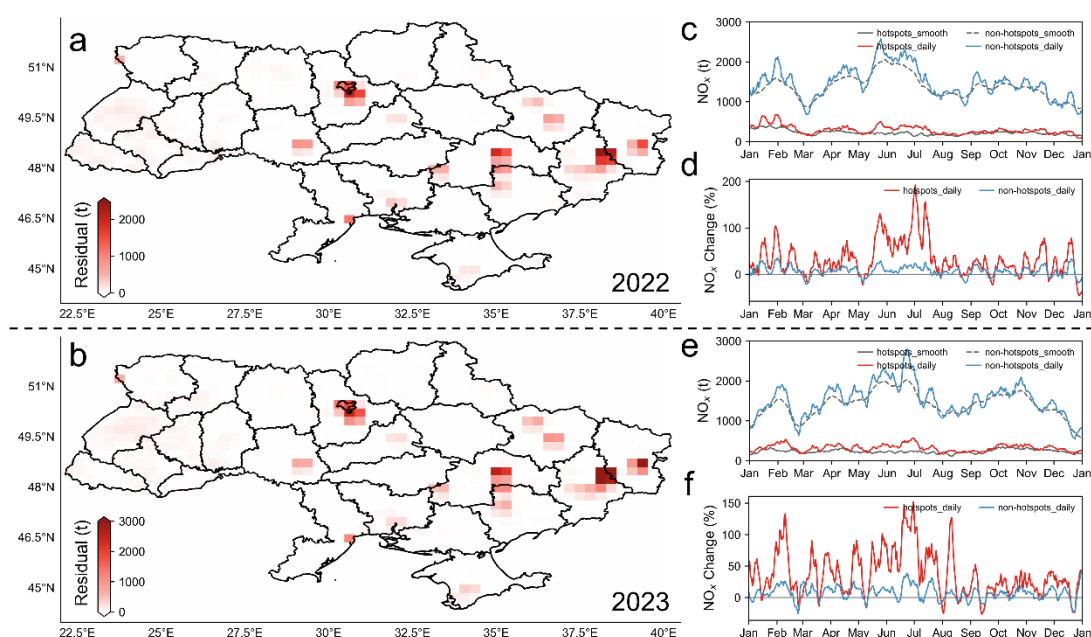 a
51°N
49.5°N
48°N
46.5°N
45°N
Residual (t)
2000
1000
0
2022
22.5°E 25°E 27.5°E 30°E 32.5°E 35°E 37.5°E 40°E
c
3000
2000
1000
0
NOₓ (t)
hotspots_smooth non-hotspots_smooth
hotspots_daily non-hotspots_daily
Jan Feb Mar Apr May Jun Jul Aug Sep Oct Nov Dec Jan
d
200
100
0
NOₓ Change (%)
hotspots_daily non-hotspots_daily
Jan Feb Mar Apr May Jun Jul Aug Sep Oct Nov Dec Jan
b
51°N
49.5°N
48°N
46.5°N
45°N
Residual (t)
3000
2000
1000
0
2023
22.5°E 25°E 27.5°E 30°E 32.5°E 35°E 37.5°E 40°E
e
3000
2000
1000
0
NOₓ (t)
hotspots_smooth non-hotspots_smooth
hotspots_daily non-hotspots_daily
Jan Feb Mar Apr May Jun Jul Aug Sep Oct Nov Dec Jan
f
150
100
50
0
NOₓ Change (%)
hotspots_daily non-hotspots_daily
Jan Feb Mar Apr May Jun Jul Aug Sep Oct Nov Dec Jan